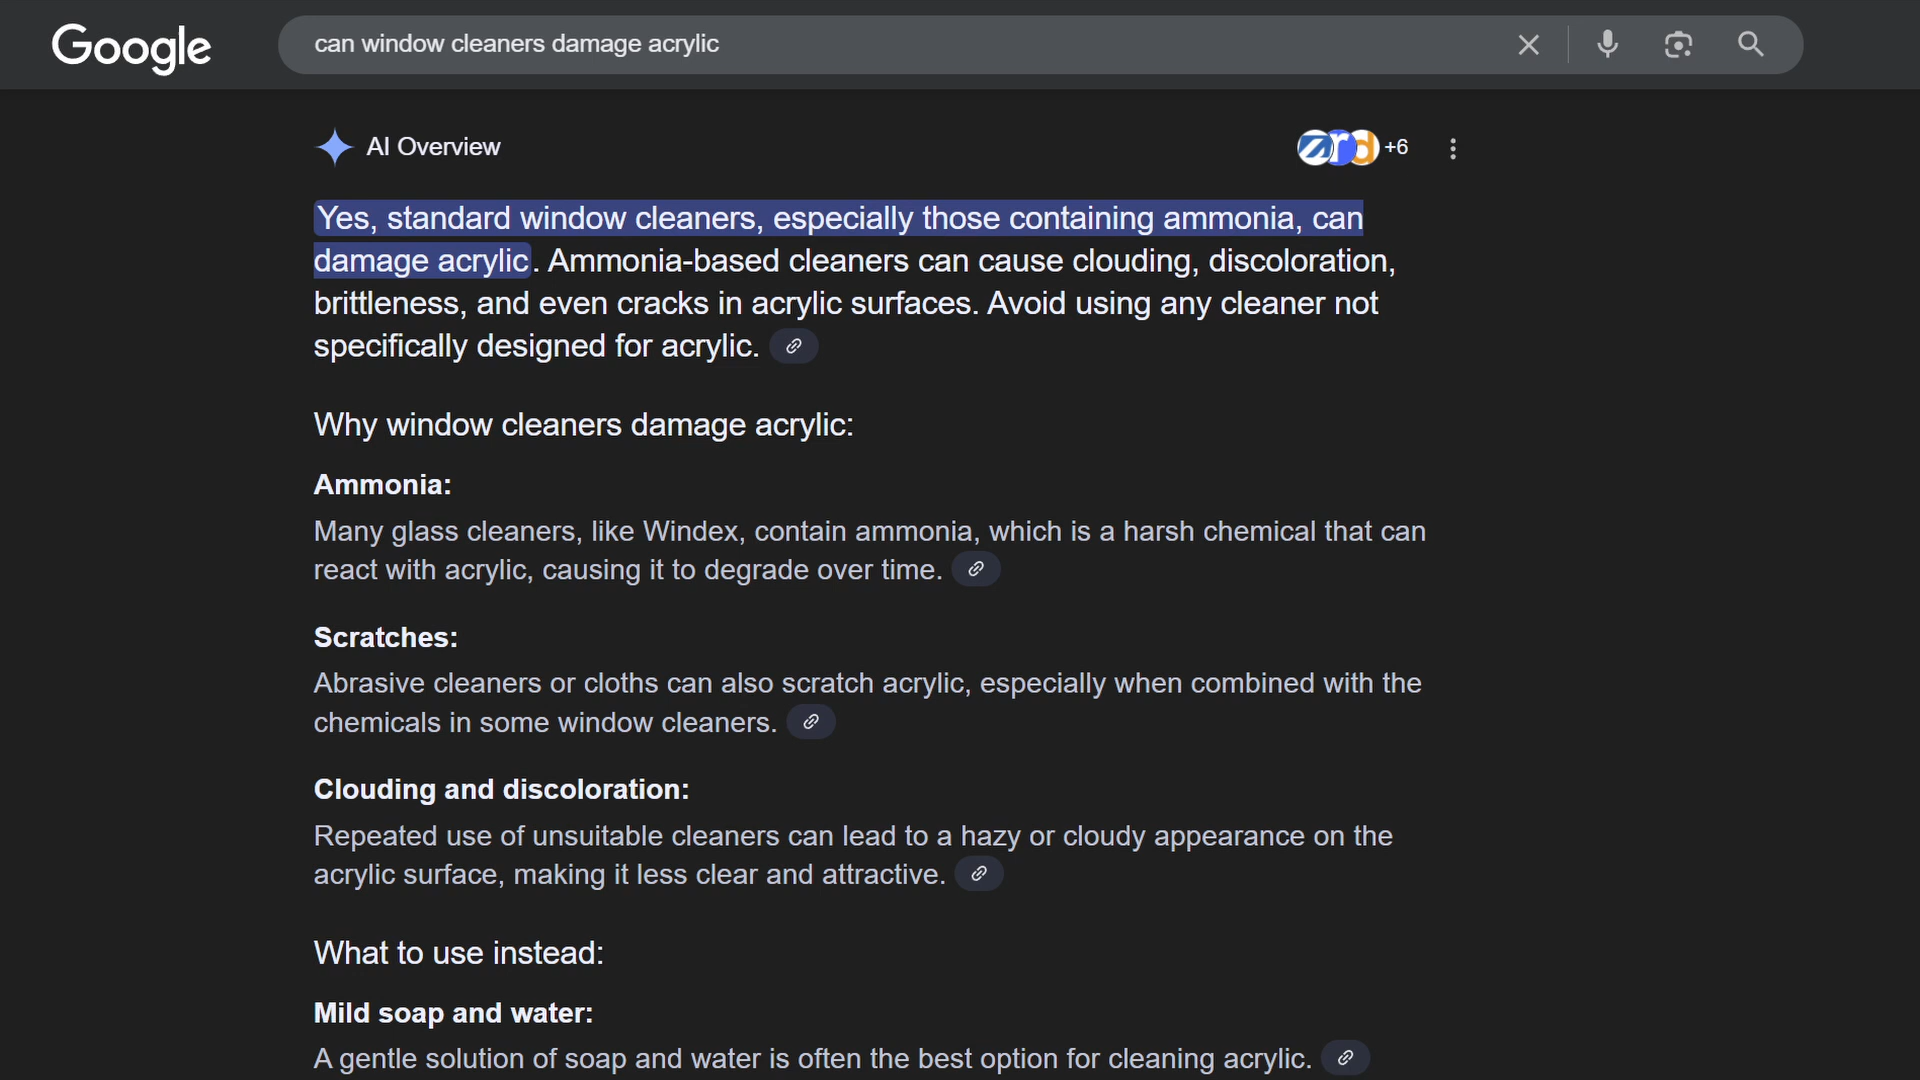 Google
can window cleaners damage acrylic
AI Overview
+6
Yes, standard window cleaners, especially those containing ammonia, can
damage acrylic. Ammonia-based cleaners can cause clouding, discoloration,
brittleness, and even cracks in acrylic surfaces. Avoid using any cleaner not
specifically designed for acrylic.
Why window cleaners damage acrylic:
Ammonia:
Many glass cleaners, like Windex, contain ammonia, which is a harsh chemical that can
react with acrylic, causing it to degrade over time.
Scratches:
Abrasive cleaners or cloths can also scratch acrylic, especially when combined with the
chemicals in some window cleaners.
Clouding and discoloration:
Repeated use of unsuitable cleaners can lead to a hazy or cloudy appearance on the
acrylic surface, making it less clear and attractive.
What to use instead:
Mild soap and water:
A gentle solution of soap and water is often the best option for cleaning acrylic.